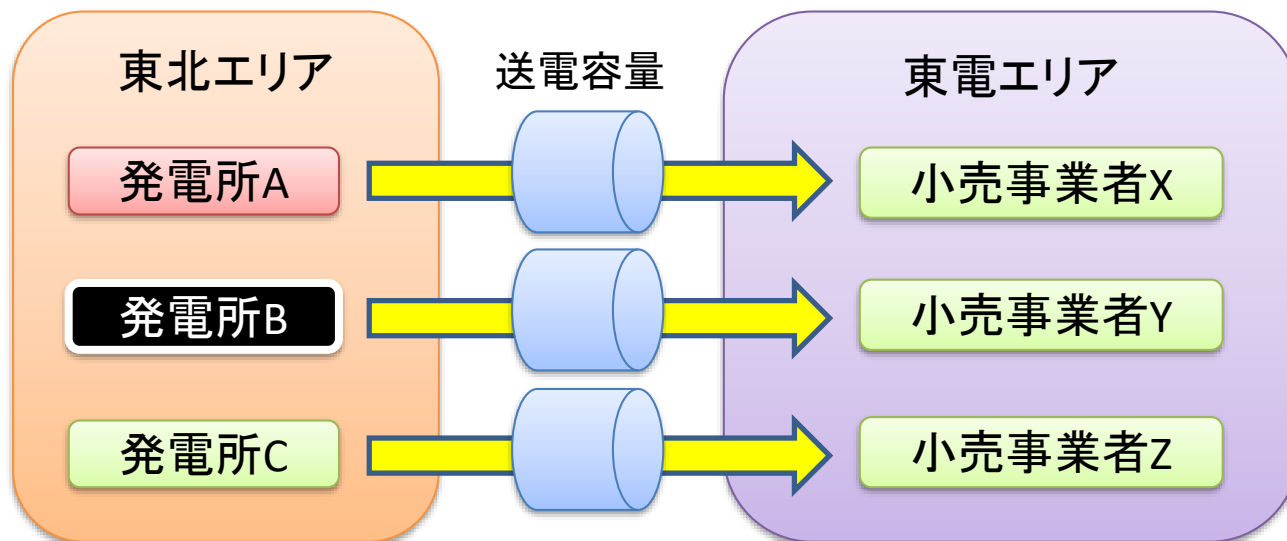 東北エリア
送電容量
東電エリア
発電所A
小売事業者X
発電所B
小売事業者Y
発電所C
小売事業者Z